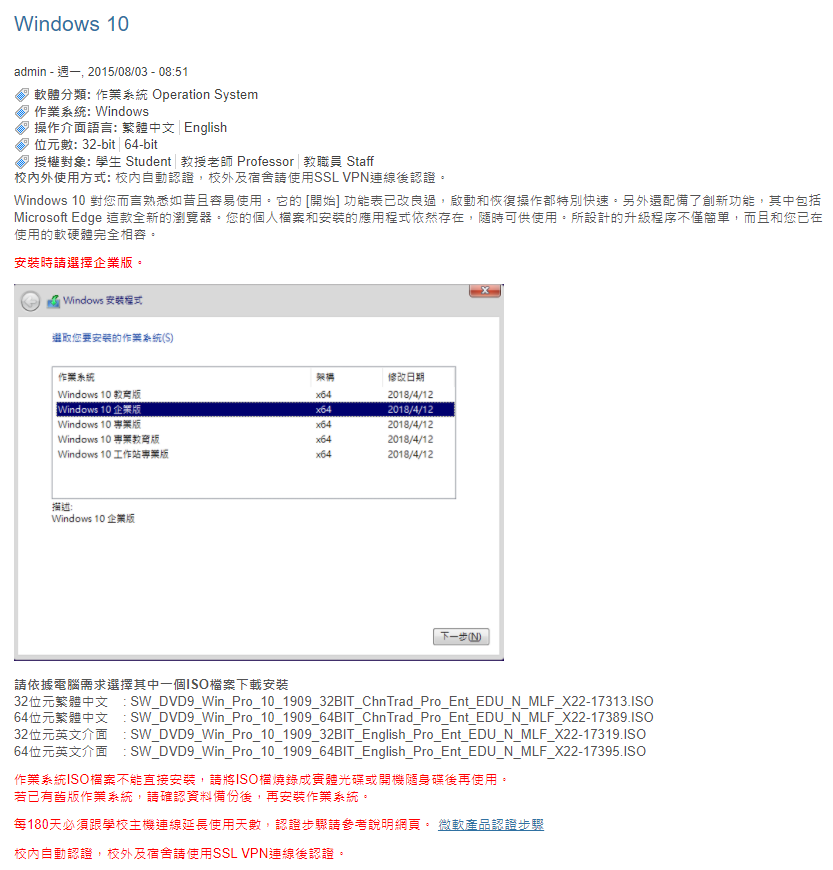 Windows 10
admin - 週一, 2015/08/03 - 08:51
軟體分類: 作業系統 Operation System
作業系統: Windows
操作介面語言: 繁體中文 English
位元數: 32-bit 64-bit
授權對象: 學生 Student 教授老師 Professor 教職員 Staff
校內外使用方式: 校內自動認證，校外及宿舍請使用SSL VPN連線後認證。
Windows 10 對您而言熟悉如昔且容易使用。它的 [開始] 功能表已改良過，啟動和恢復操作都特別快速。另外還配備了創新功能，其中包括
Microsoft Edge 這款全新的瀏覽器。您的個人檔案和安裝的應用程式依然存在，隨時可供使用。所設計的升級程序不僅簡單，而且和您已在
使用的軟硬體完全相容。
安裝時請選擇企業版。
Windows 安裝程式
選取您要安裝的作業系統(S)
作業系統 架構 修改日期
Windows 10 教育版 x64 2018/4/12
Windows 10 企業版 x64 2018/4/12
Windows 10 專業版 x64 2018/4/12
Windows 10 專業教育版 x64 2018/4/12
Windows 10 工作站專業版 x64 2018/4/12
描述:
Windows 10 企業版
下一步(N)
請依據電腦需求選擇其中一個ISO檔案下載安裝
32位元繁體中文 : SW_DVD9_Win_Pro_10_1909_32BIT_ChnTrad_Pro_Ent_EDU_N_MLF_X22-17313.ISO
64位元繁體中文 : SW_DVD9_Win_Pro_10_1909_64BIT_ChnTrad_Pro_Ent_EDU_N_MLF_X22-17389.ISO
32位元英文介面 : SW_DVD9_Win_Pro_10_1909_32BIT_English_Pro_Ent_EDU_N_MLF_X22-17319.ISO
64位元英文介面 : SW_DVD9_Win_Pro_10_1909_64BIT_English_Pro_Ent_EDU_N_MLF_X22-17395.ISO
作業系統ISO檔案不能直接安裝，請將ISO檔燒錄成實體光碟或開機隨身碟後再使用。
若已有舊版作業系統，請確認資料備份後，再安裝作業系統。
每180天必須跟學校主機連線延長使用天數，認證步驟請參考說明網頁。 微軟產品認證步驟
校內自動認證，校外及宿舍請使用SSL VPN連線後認證。